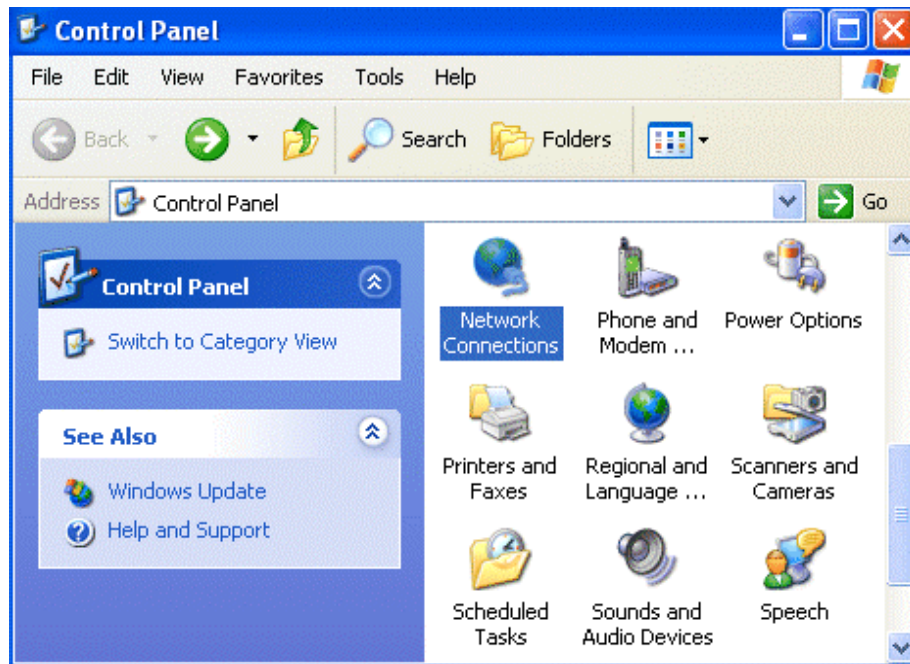 Control Panel
File Edit View Favorites Tools Help
Back Search Folders
Address Control Panel Go
Control Panel
Switch to Category View
See Also
Windows Update
Help and Support
Network
Connections
Phone and
Modem ...
Power Options
Printers and
Faxes
Regional and
Language ...
Scanners and
Cameras
Scheduled
Tasks
Sounds and
Audio Devices
Speech